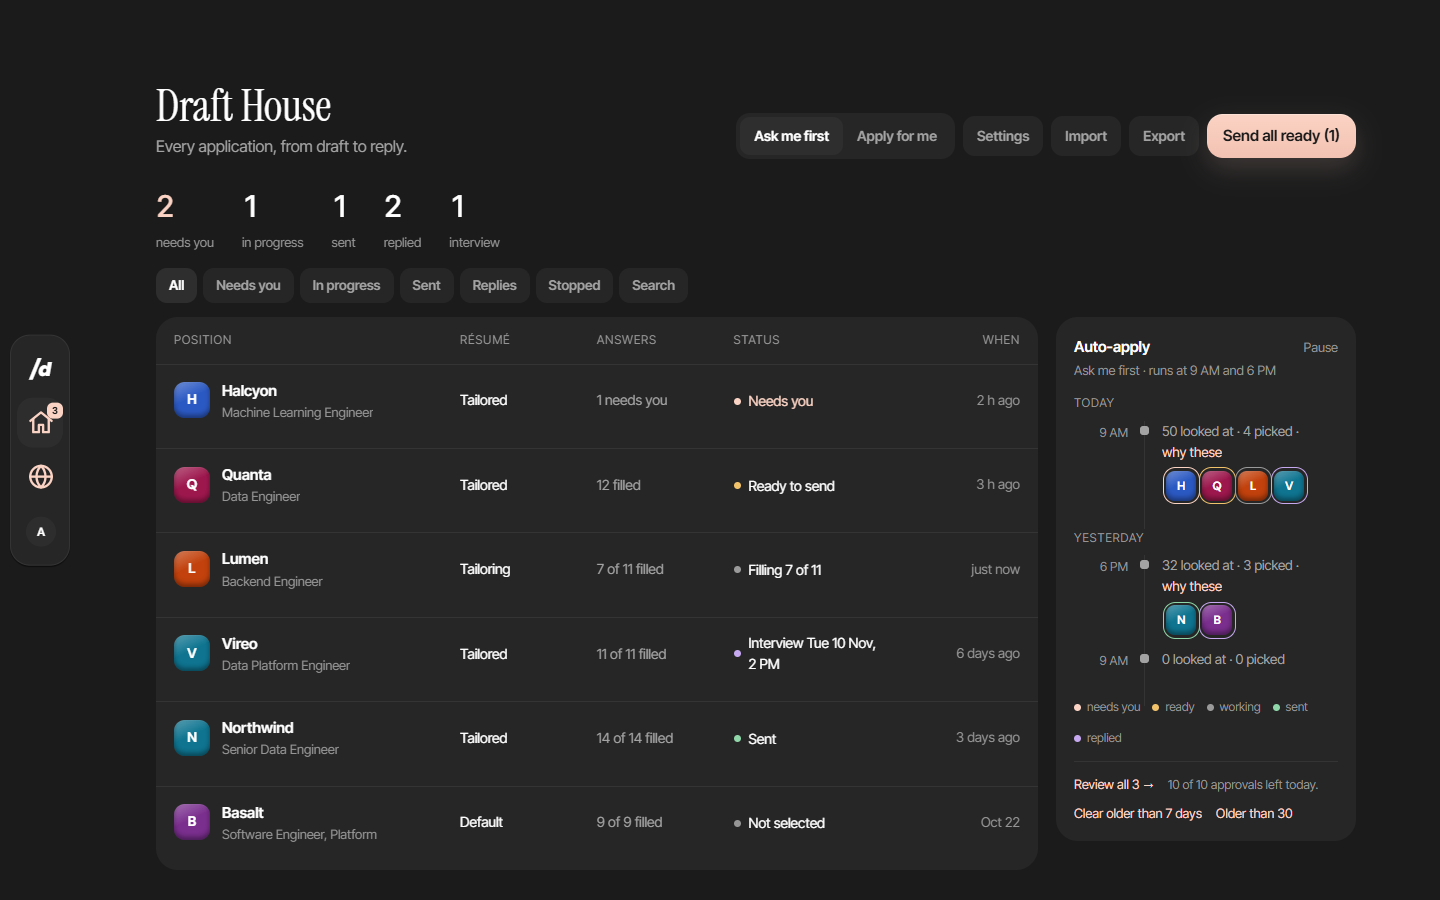 Draft House
Every application, from draft to reply.
Ask me first
Apply for me
Settings
Import
Export
Send all ready (1)
2
needs you
1
in progress
1
sent
2
replied
1
interview
All
Needs you
In progress
Sent
Replies
Stopped
Search
/d
3
A
POSITION
RÉSUMÉ
ANSWERS
STATUS
WHEN
H
Halcyon
Machine Learning Engineer
Tailored
1 needs you
Needs you
2 h ago
Q
Quanta
Data Engineer
Tailored
12 filled
Ready to send
3 h ago
L
Lumen
Backend Engineer
Tailoring
7 of 11 filled
Filling 7 of 11
just now
V
Vireo
Data Platform Engineer
Tailored
11 of 11 filled
Interview Tue 10 Nov,
2 PM
6 days ago
N
Northwind
Senior Data Engineer
Tailored
14 of 14 filled
Sent
3 days ago
B
Basalt
Software Engineer, Platform
Default
9 of 9 filled
Not selected
Oct 22
Auto-apply
Pause
Ask me first · runs at 9 AM and 6 PM
TODAY
9 AM
50 looked at · 4 picked ·
why these
H Q L V
YESTERDAY
6 PM
32 looked at · 3 picked ·
why these
N B
9 AM
0 looked at · 0 picked
needs you
ready
working
sent
replied
Review all 3 →
10 of 10 approvals left today.
Clear older than 7 days
Older than 30